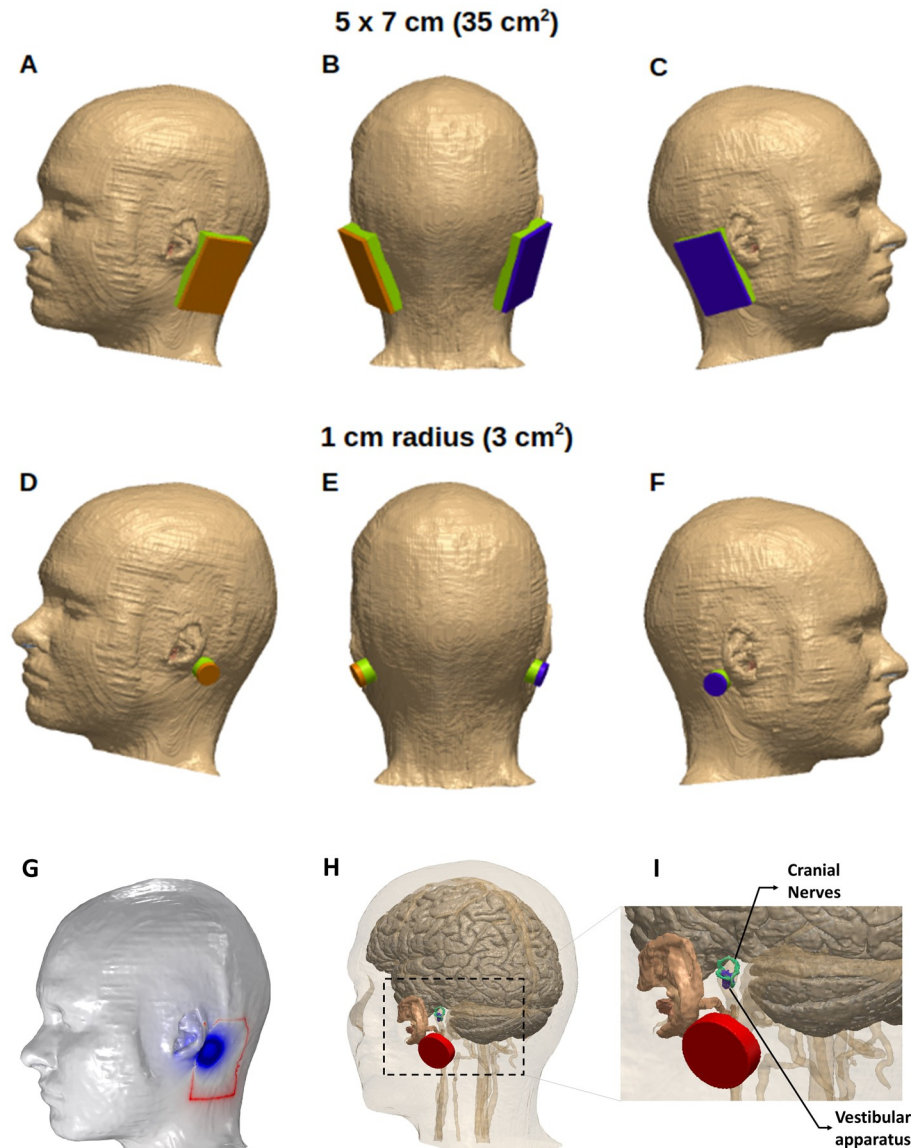 5 x 7 cm (35 cm²)
A
B
C
1 cm radius (3 cm²)
D
E
F
G
H
I
Cranial
Nerves
Vestibular
apparatus